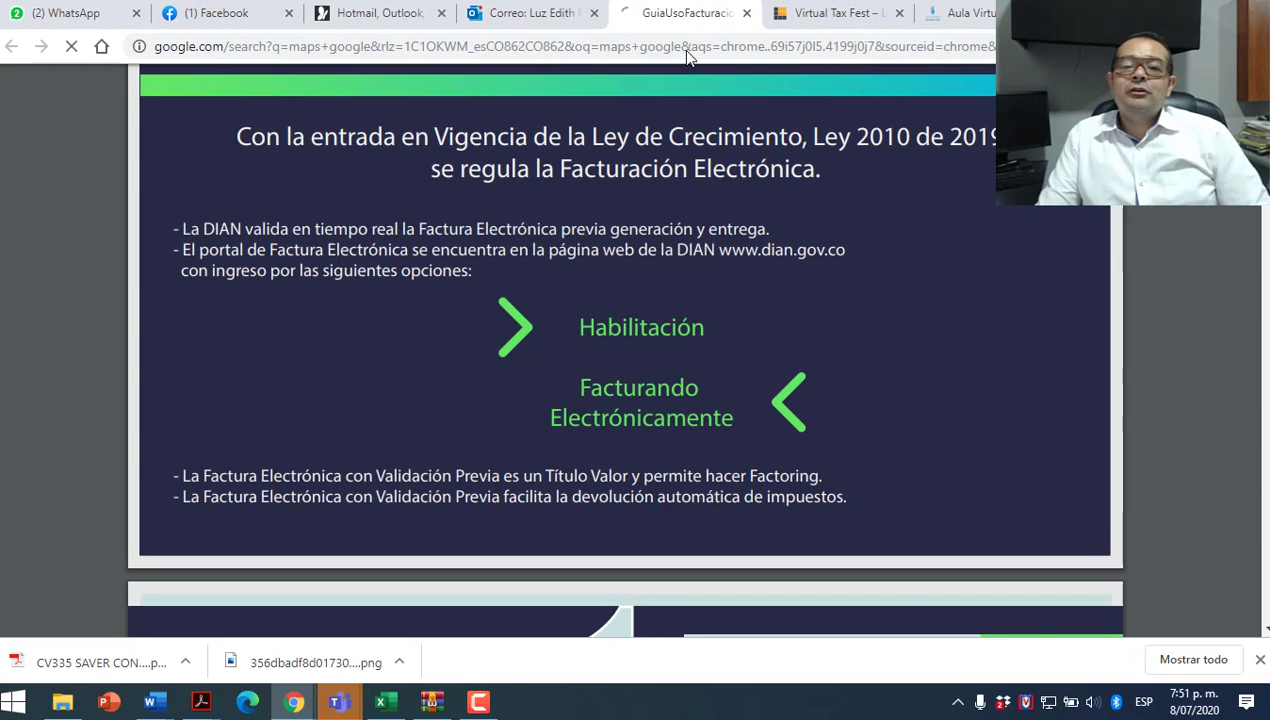 (2) WhatsApp
(1) Facebook
Hotmail, Outlook,
Correo: Luz Edith M
GuiaUsoFacturacio
Virtual Tax Fest – L
Aula Virtu
google.com/search?q=maps+google&rlz=1C1OKWM_esCO862CO862&oq=maps+google&aqs=chrome..69i57j0l5.4199j0j7&sourceid=chrome&
Con la entrada en Vigencia de la Ley de Crecimiento, Ley 2010 de 2019
se regula la Facturación Electrónica.
- La DIAN valida en tiempo real la Factura Electrónica previa generación y entrega.
- El portal de Factura Electrónica se encuentra en la página web de la DIAN www.dian.gov.co
con ingreso por las siguientes opciones:
Habilitación
Facturando
Electrónicamente
- La Factura Electrónica con Validación Previa es un Título Valor y permite hacer Factoring.
- La Factura Electrónica con Validación Previa facilita la devolución automática de impuestos.
CV335 SAVER CON....p...
356dbadf8d01730....png
Mostrar todo
ESP
7:51 p. m.
8/07/2020